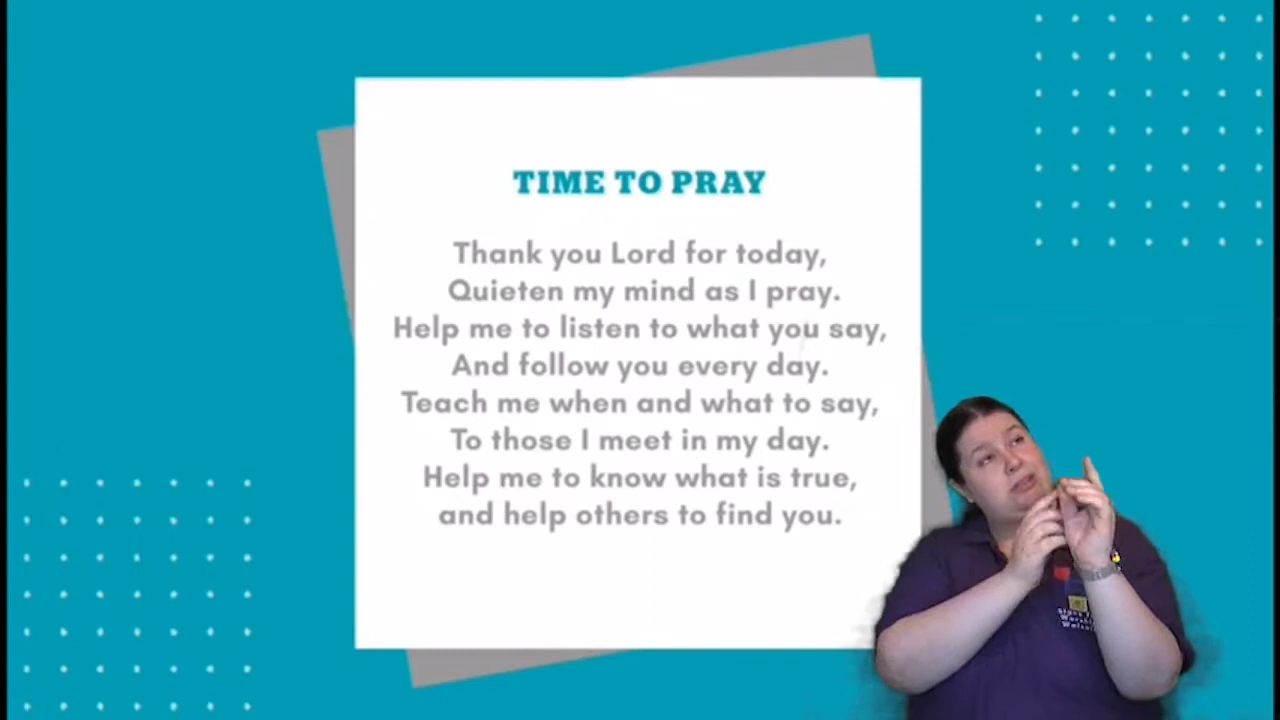 TIME TO PRAY
Thank you Lord for today,
Quieten my mind as I pray.
Help me to listen to what you say,
And follow you every day.
Teach me when and what to say,
To those I meet in my day.
Help me to know what is true,
and help others to find you.